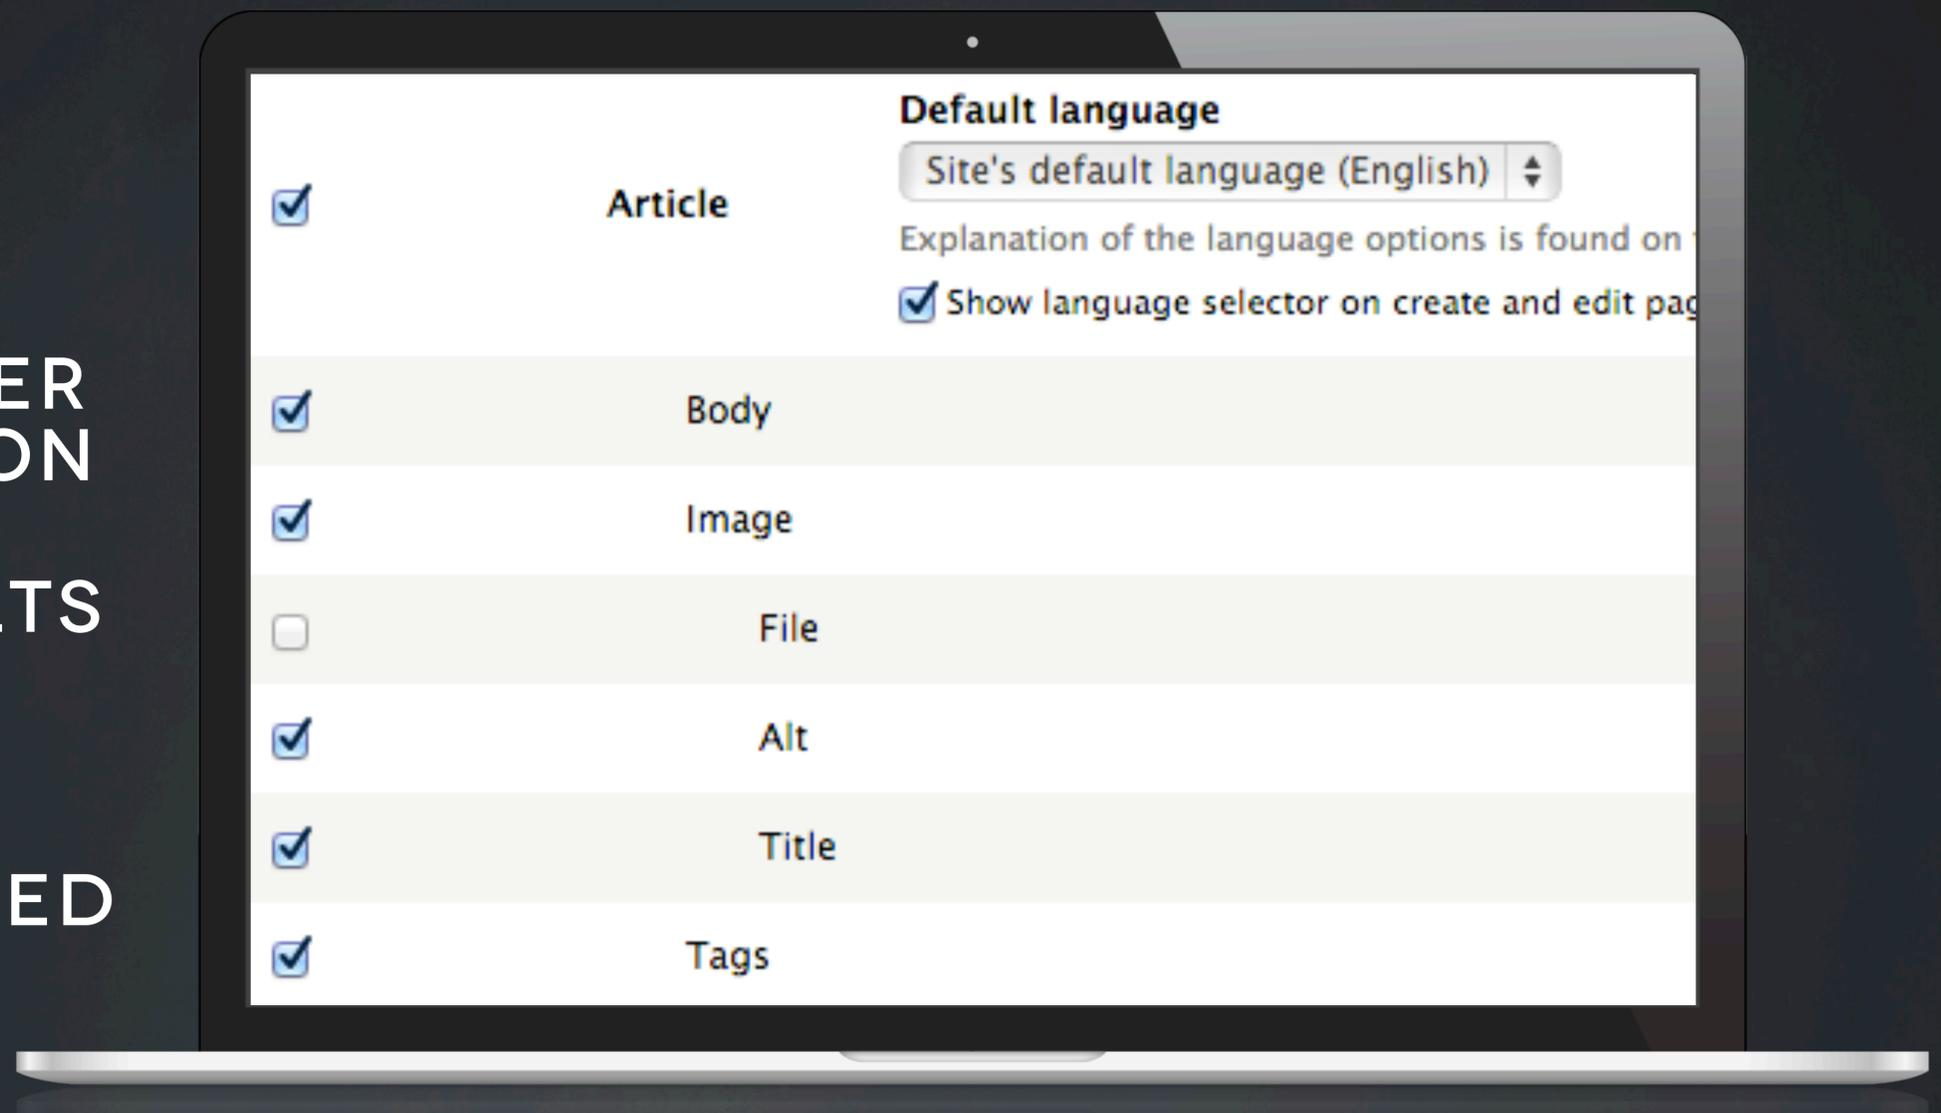 ER
ON
TS
ED
Default language
Site's default language (English)
Article
Explanation of the language options is found on
Show language selector on create and edit pag
Body
Image
File
Alt
Title
Tags